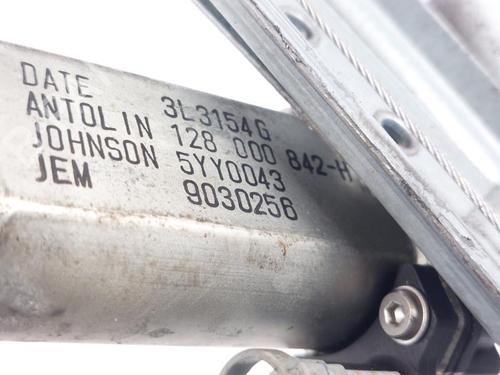 DATE 3L3154G
ANTOLIN 128 000 842-H
JOHNSON 5YY0043
JEM 9030256